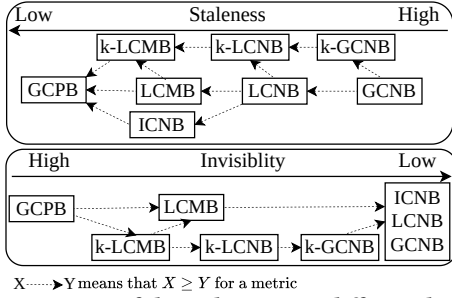 Low Staleness High
k-LCMB k-LCNB k-GCNB
GCPB LCMB LCNB GCNB
ICNB
High Invisiblity Low
GCPB LCMB ICNB
LCNB
k-LCMB k-LCNB k-GCNB GCNB
X Y means that X ≥ Y for a metric